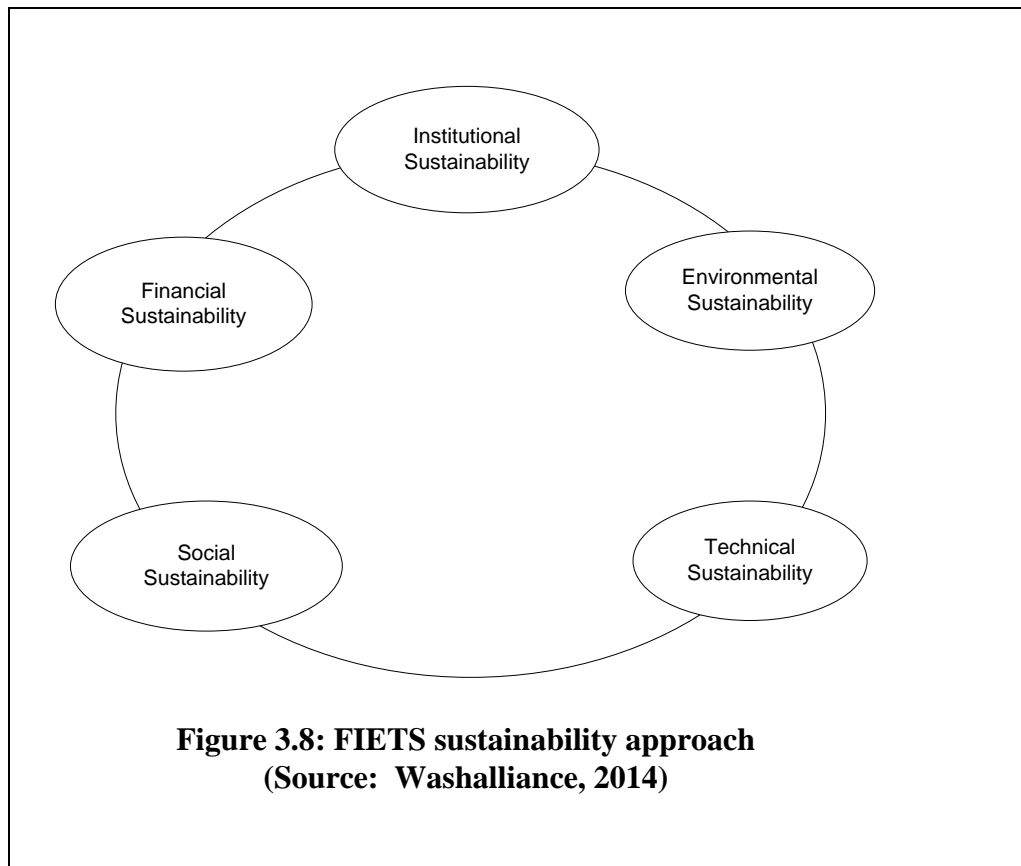 Institutional
Sustainability
Financial
Sustainability
Environmental
Sustainability
Social
Sustainability
Technical
Sustainability
Figure 3.8: FIETS sustainability approach
(Source:  Washalliance, 2014)